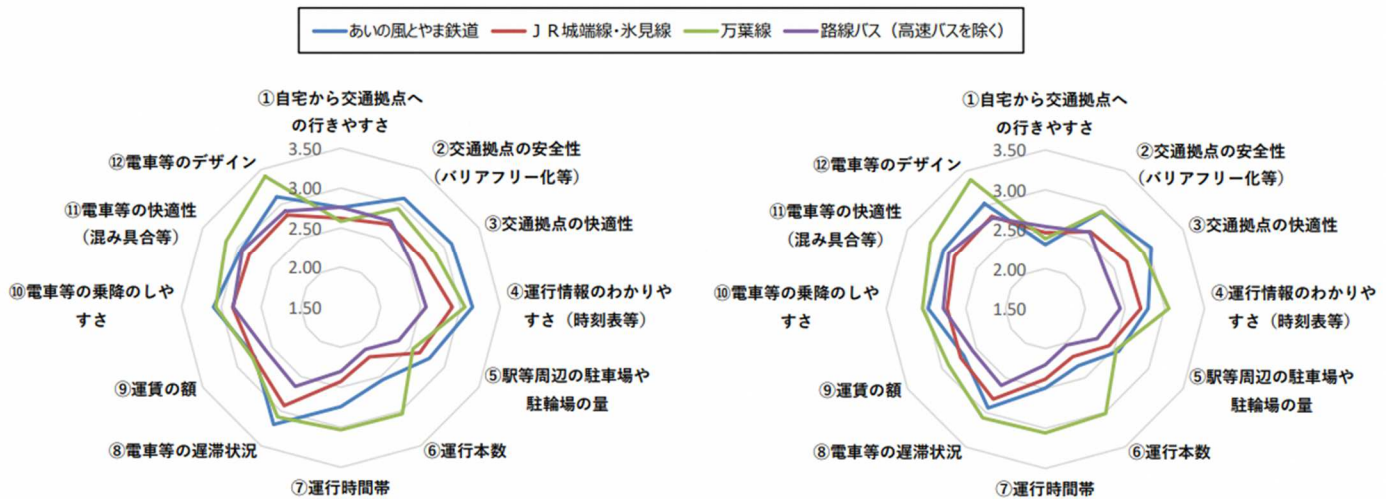 あいの風とやま鉄道 ＪＲ城端線・氷見線 万葉線 路線バス（高速バスを除く）
①自宅から交通拠点へ
の行きやすさ
②交通拠点の安全性
（バリアフリー化等）
③交通拠点の快適性
④運行情報のわかりや
すさ（時刻表等）
⑤駅等周辺の駐車場や
駐輪場の量
⑥運行本数
⑦運行時間帯
⑧電車等の遅滞状況
⑨運賃の額
⑩電車等の乗降のしや
すさ
⑪電車等の快適性
（混み具合等）
⑫電車等のデザイン
3.50
3.00
2.50
2.00
1.50
①自宅から交通拠点へ
の行きやすさ
②交通拠点の安全性
（バリアフリー化等）
③交通拠点の快適性
④運行情報のわかりや
すさ（時刻表等）
⑤駅等周辺の駐車場や
駐輪場の量
⑥運行本数
⑦運行時間帯
⑧電車等の遅滞状況
⑨運賃の額
⑩電車等の乗降のしや
すさ
⑪電車等の快適性
（混み具合等）
⑫電車等のデザイン
3.50
3.00
2.50
2.00
1.50